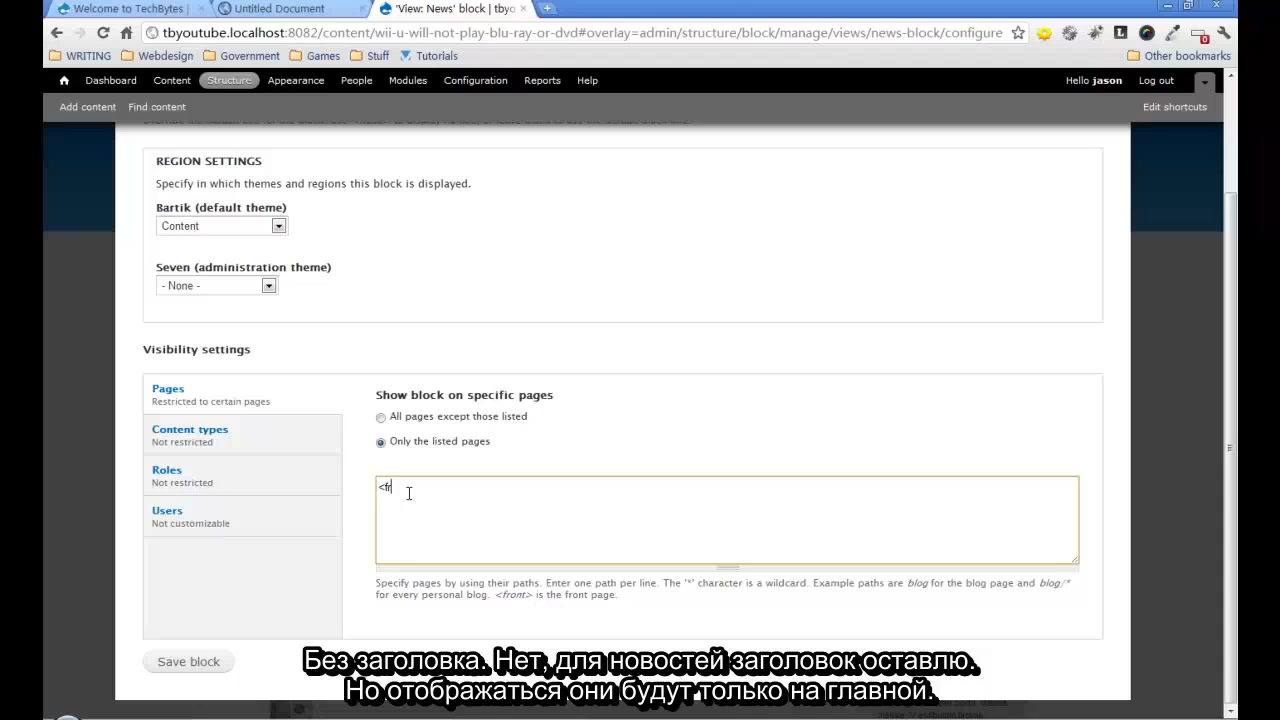 Welcome to TechBytes |
Untitled Document
'View: News' block | tbyo
tbyoutube.localhost:8082/content/wii-u-will-not-play-blu-ray-or-dvd#overlay=admin/structure/block/manage/views/news-block/configure
WRITING Webdesign Government Games Stuff Tutorials Other bookmarks
Dashboard Content Structure Appearance People Modules Configuration Reports Help Hello jason Log out
Add content Find content Edit shortcuts
REGION SETTINGS
Specify in which themes and regions this block is displayed.
Bartik (default theme)
Content
Seven (administration theme)
- None -
Visibility settings
Pages
Restricted to certain pages
Content types
Not restricted
Roles
Not restricted
Users
Not customizable
Show block on specific pages
All pages except those listed
Only the listed pages
<fr
Specify pages by using their paths. Enter one path per line. The '*' character is a wildcard. Example paths are blog for the blog page and blog/*
for every personal blog. <front> is the front page.
Save block
Без заголовка. Нет, для новостей заголовок оставлю.
Но отображаться они будут только на главной.